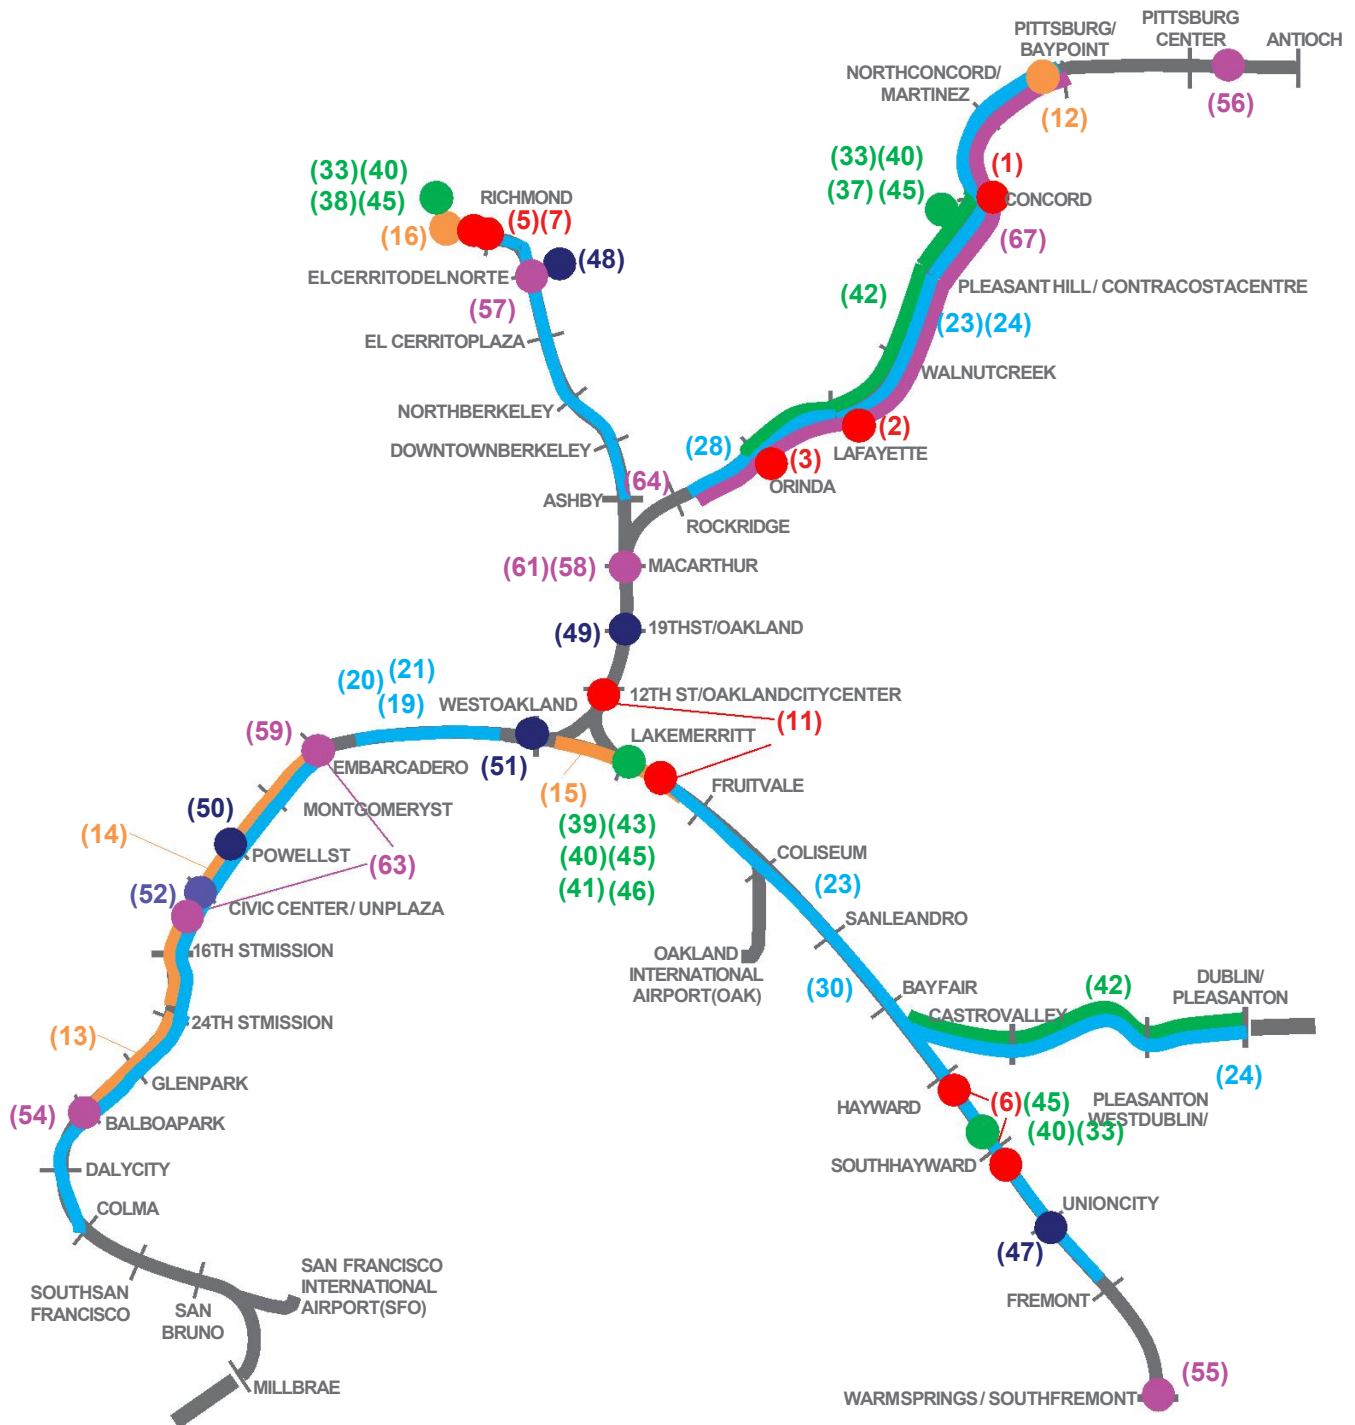 PITTSBURG
CENTER
PITTSBURG/
BAYPOINT
ANTIOCH
NORTHCONCORD/
MARTINEZ
(56)
(12)
(33)(40)
(37)(45)
(1)
CONCORD
(67)
(33)(40)
(38)(45)
RICHMOND
(5)(7)
(16)
(48)
ELCERRITODELNORTE
(57)
PLEASANT HILL/ CONTRACOSTACENTRE
(42)
(23)(24)
EL CERRITOPLAZA
WALNUTCREEK
NORTHBERKELEY
DOWNTOWNBERKELEY
(28)
(2)
LAFAYETTE
(3)
ORINDA
(64)
ASHBY
ROCKRIDGE
(61)(58)
MACARTHUR
(49)
19THST/OAKLAND
(20)
(21)
(19)
WESTOAKLAND
12TH ST/OAKLANDCITYCENTER
(11)
LAKEMERRITT
(59)
EMBARCADERO
(51)
(15)
FRUITVALE
MONTGOMERYST
(50)
(39)(43)
(40)(45)
(41)(46)
(14)
POWELLST
(63)
COLISEUM
(52)
CIVIC CENTER/ UNPLAZA
(23)
SANLEANDRO
16TH STMISSION
OAKLAND
INTERNATIONAL
AIRPORT(OAK)
(30)
BAYFAIR
CASTROVALLEY
(42)
DUBLIN/
PLEASANTON
24TH STMISSION
(13)
GLENPARK
(24)
(54)
BALBOAPARK
HAYWARD
(6)(45)
(40)(33)
PLEASANTON
WESTDUBLIN/
DALYCITY
SOUTHHAYWARD
COLMA
UNIONCITY
(47)
SOUTHSAN
FRANCISCO
SAN
BRUNO
SAN FRANCISCO
INTERNATIONAL
AIRPORT(SFO)
FREMONT
MILLBRAE
(55)
WARMSPRINGS/ SOUTHFREMONT